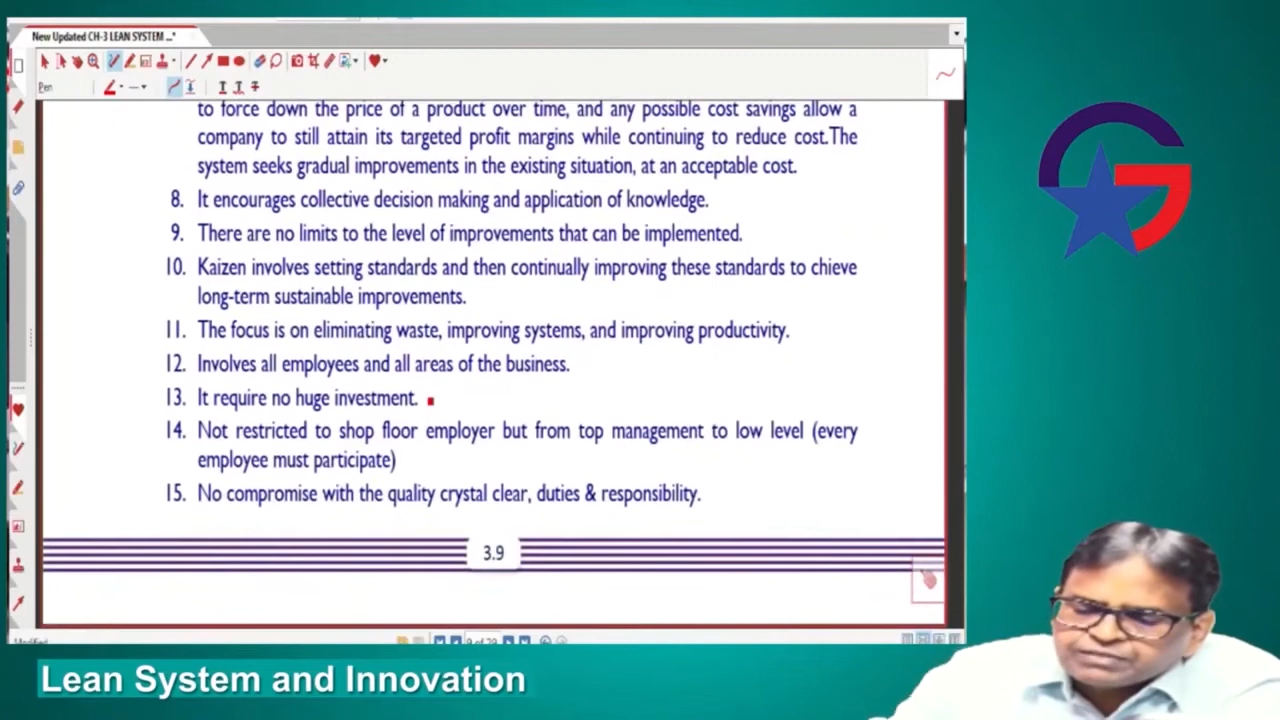 New Updated CH-3 LEAN SYSTEM ...*
Pen
to force down the price of a product over time, and any possible cost savings allow a
company to still attain its targeted profit margins while continuing to reduce cost.The
system seeks gradual improvements in the existing situation, at an acceptable cost.
8. It encourages collective decision making and application of knowledge.
9. There are no limits to the level of improvements that can be implemented.
10. Kaizen involves setting standards and then continually improving these standards to chieve
long-term sustainable improvements.
11. The focus is on eliminating waste, improving systems, and improving productivity.
12. Involves all employees and all areas of the business.
13. It require no huge investment.
14. Not restricted to shop floor employer but from top management to low level (every
employee must participate)
15. No compromise with the quality crystal clear, duties & responsibility.
3.9
9 of 29
Lean System and Innovation